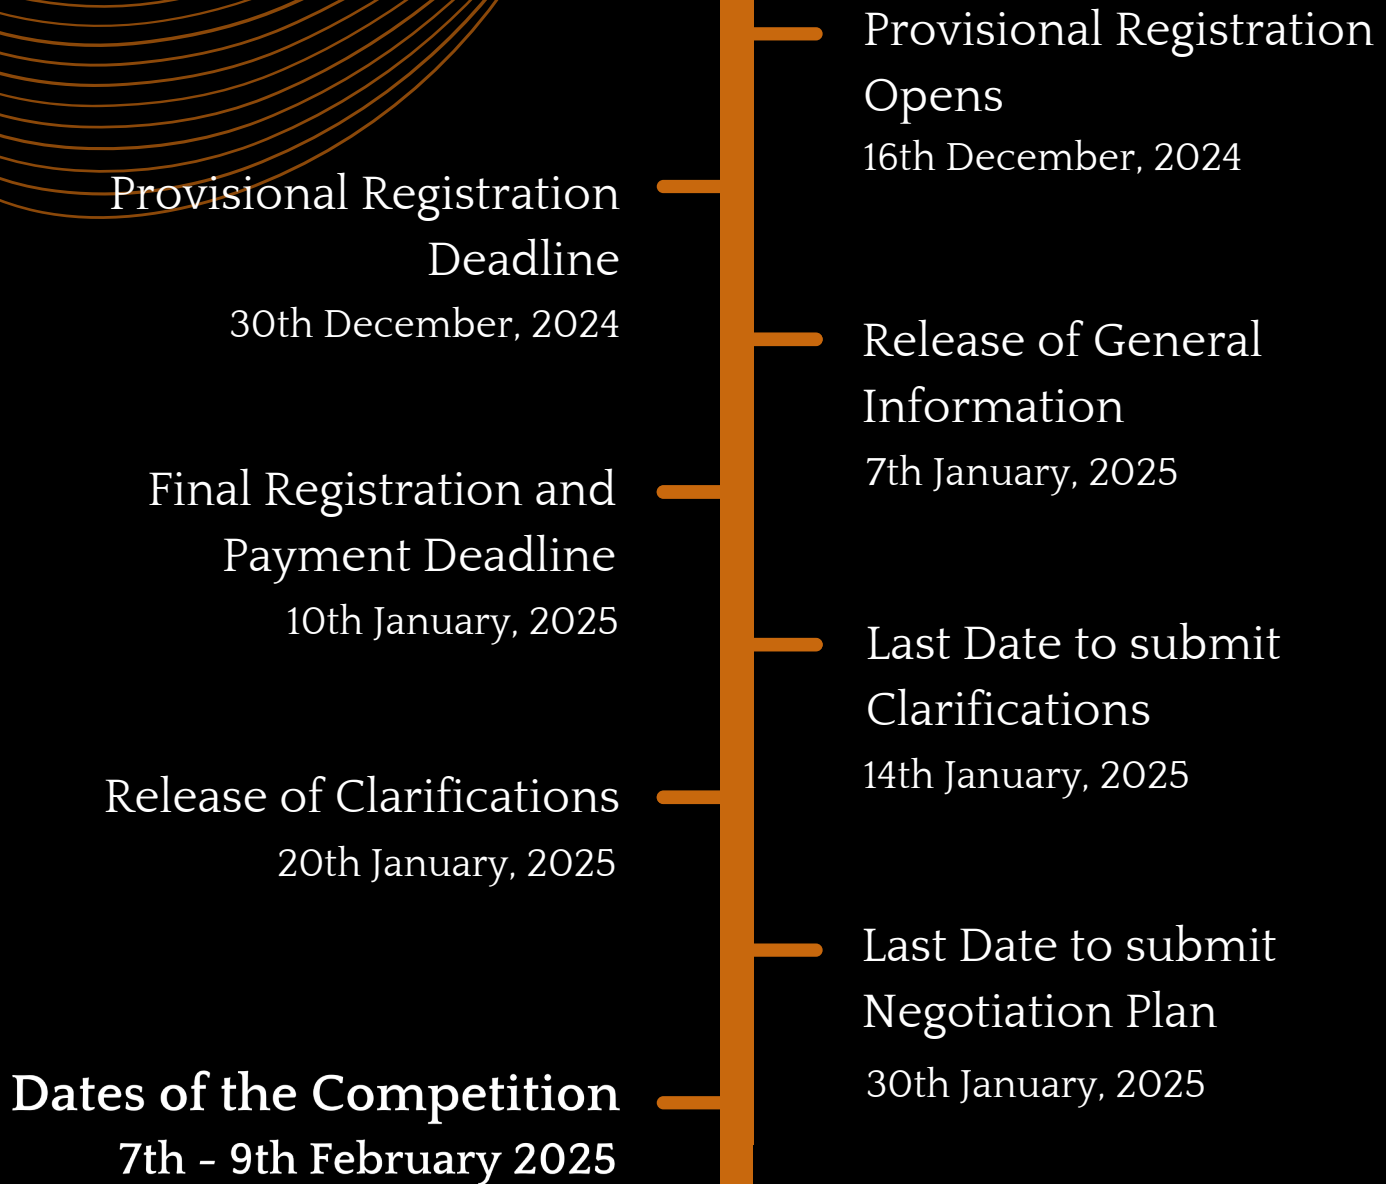 Provisional Registration
Opens
16th December, 2024
Provisional Registration
Deadline
30th December, 2024
Release of General
Information
7th January, 2025
Final Registration and
Payment Deadline
10th January, 2025
Last Date to submit
Clarifications
14th January, 2025
Release of Clarifications
20th January, 2025
Last Date to submit
Negotiation Plan
30th January, 2025
Dates of the Competition
7th - 9th February 2025